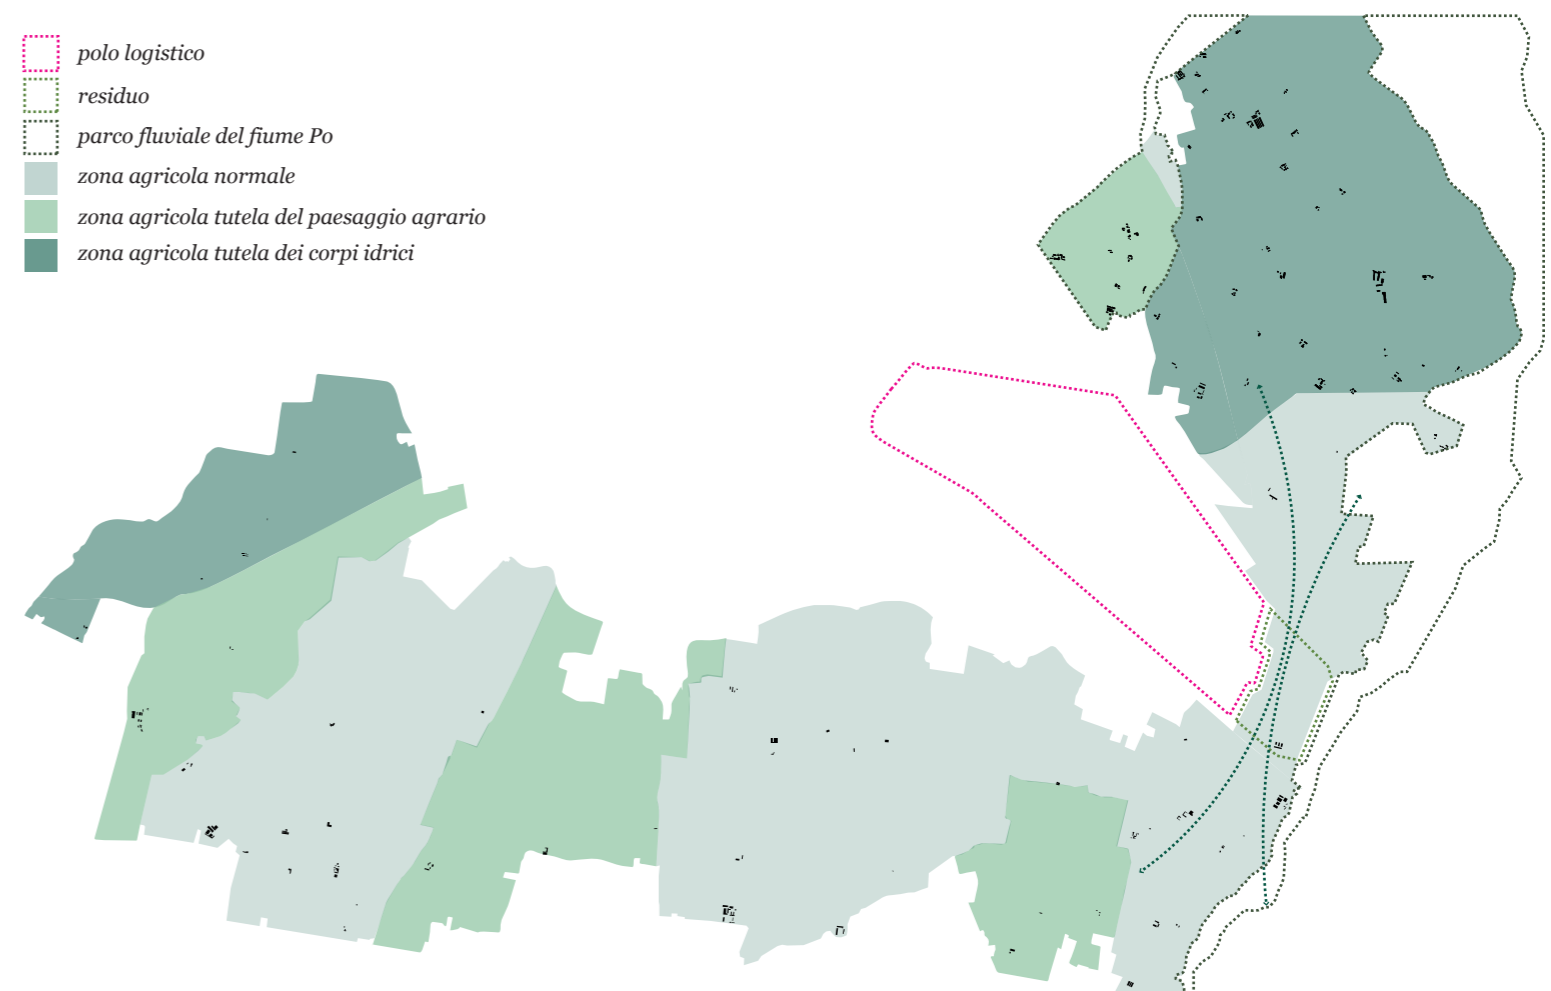 polo logistico
residuo
parco fluviale del fiume Po
zona agricola normale
zona agricola tutela del paesaggio agrario
zona agricola tutela dei corpi idrici